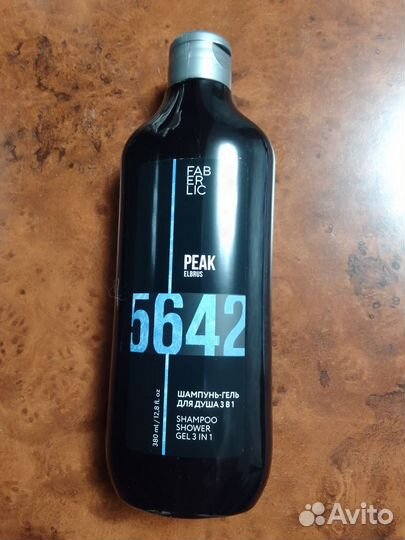 FAB
ER
LIC
PEAK
ELBRUS
5642
ШАМПУНЬ-ГЕЛЬ
ДЛЯ ДУША 3 В 1
SHAMPOO
SHOWER
GEL 3 IN 1
380 ml / 12,8 fl. oz
Avito